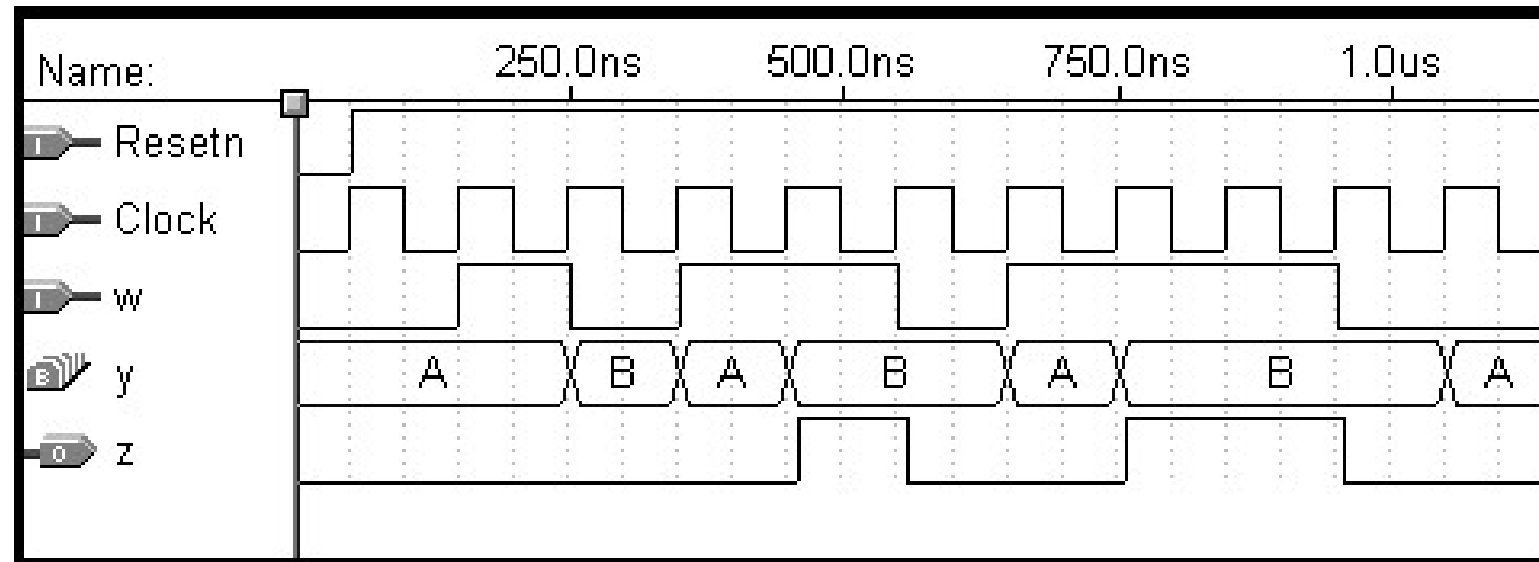 Name: 250.0ns 500.0ns 750.0ns 1.0us
I Resetn
I Clock
I w
B y A B A B A B A
O z